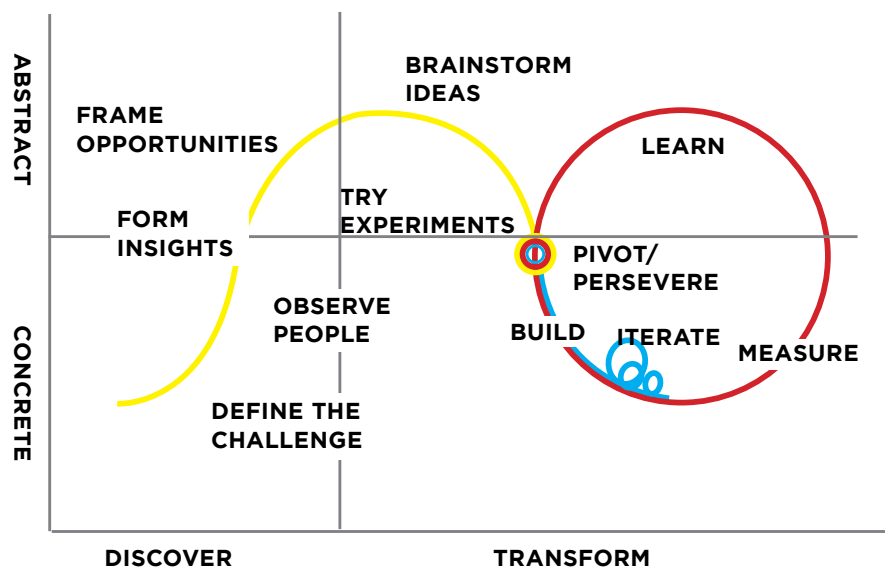 ABSTRACT
BRAINSTORM
IDEAS
FRAME
OPPORTUNITIES
LEARN
TRY
EXPERIMENTS
FORM
INSIGHTS
PIVOT/
PERSEVERE
OBSERVE
PEOPLE
BUILD
ITERATE
MEASURE
CONCRETE
DEFINE THE
CHALLENGE
DISCOVER
TRANSFORM